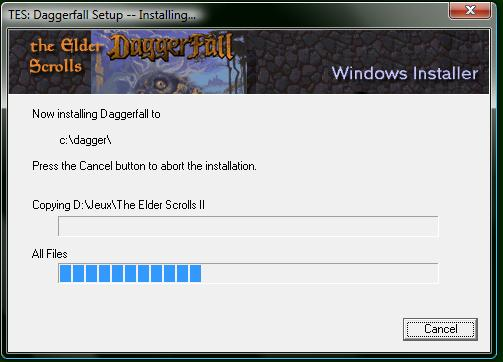 TES: Daggerfall Setup -- Installing...
the Elder
Scrolls
DaggerFall
Windows Installer
Now installing Daggerfall to
c:\dagger\
Press the Cancel button to abort the installation.
Copying D:\Jeux\The Elder Scrolls II
All Files
Cancel